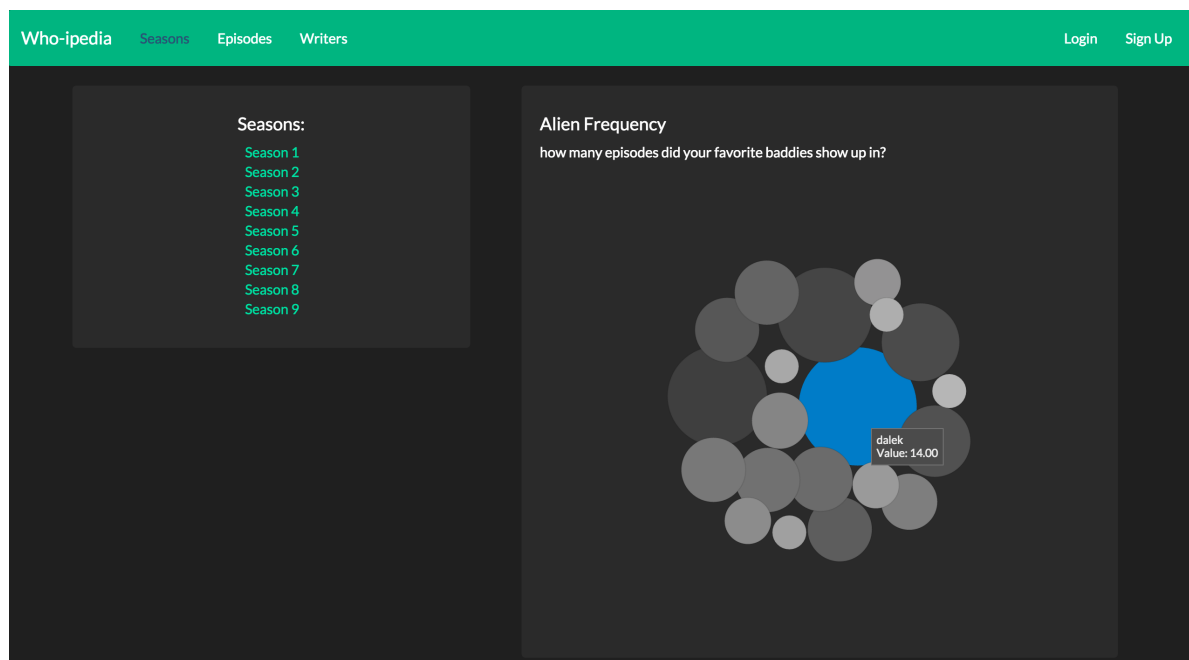 Who-ipedia Seasons Episodes Writers Login Sign Up
Seasons:
Season 1
Season 2
Season 3
Season 4
Season 5
Season 6
Season 7
Season 8
Season 9
Alien Frequency
how many episodes did your favorite baddies show up in?
dalek
Value: 14.00